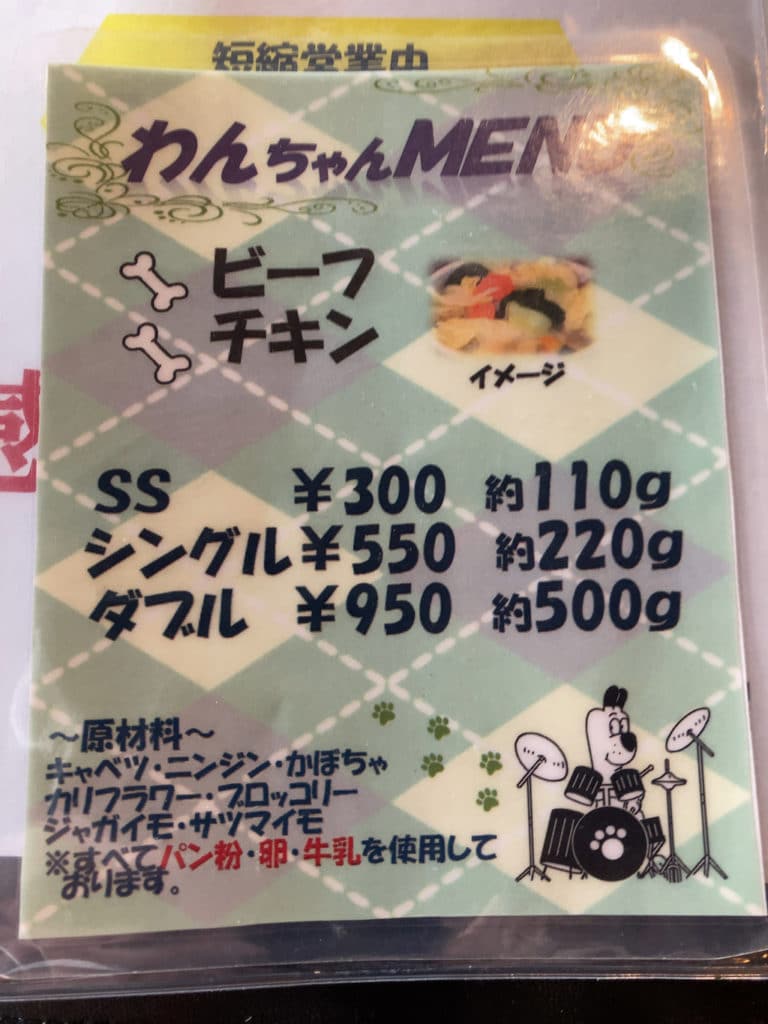 短縮営業中
わんちゃんMENU
ビーフ
チキン
イメージ
SS ¥300 約110g
シングル ¥550 約220g
ダブル ¥950 約500g
～原材料～
キャベツ・ニンジン・かぼちゃ
カリフラワー・ブロッコリー
ジャガイモ・サツマイモ
※すべてパン粉・卵・牛乳を使用して
おります。